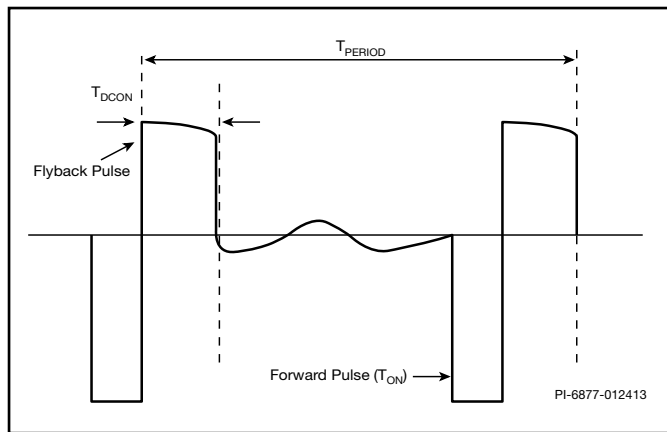 T_PERIOD
T_DCON
Flyback Pulse
Forward Pulse (T_ON)
PI-6877-012413